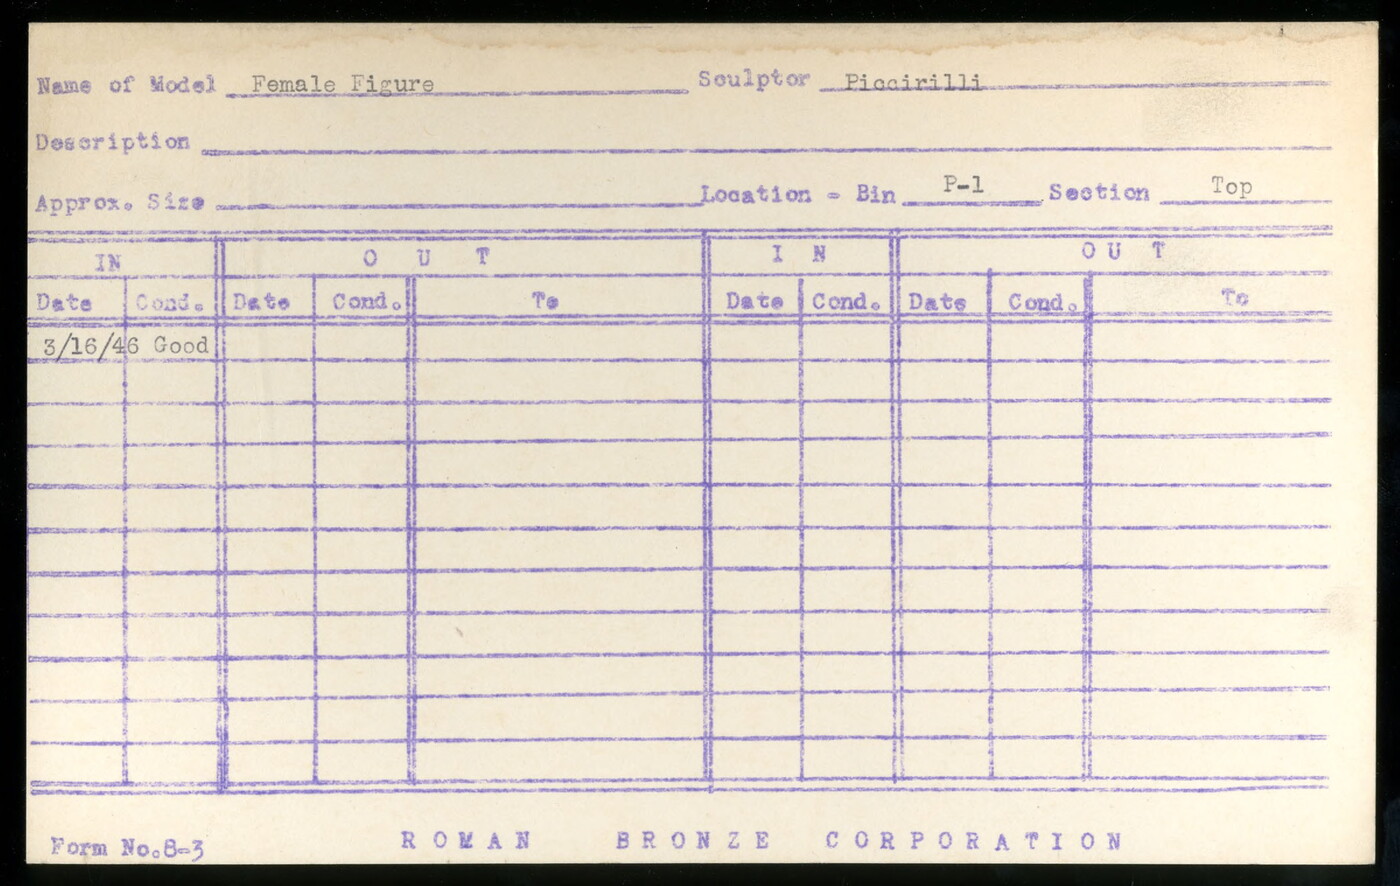 Name of Model Female Figure Sculptor Piccirilli
Description
Approx. Size Location - Bin P-1 Section Top
IN OUT IN OUT
Date Cond. Date Cond. To Date Cond. Date Cond. To
3/16/46 Good
Form No.8-3 ROMAN BRONZE CORPORATION